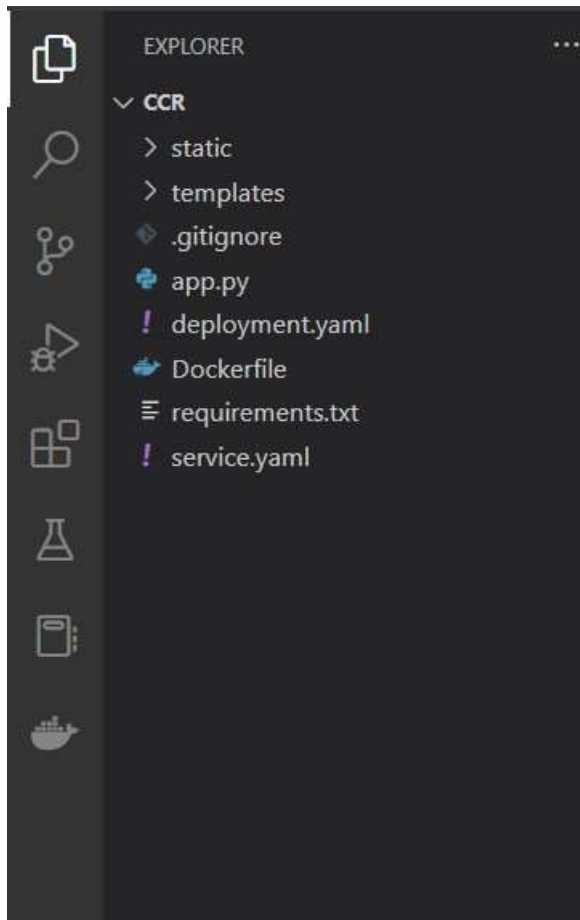 EXPLORER
CCR
static
templates
.gitignore
app.py
deployment.yaml
Dockerfile
requirements.txt
service.yaml